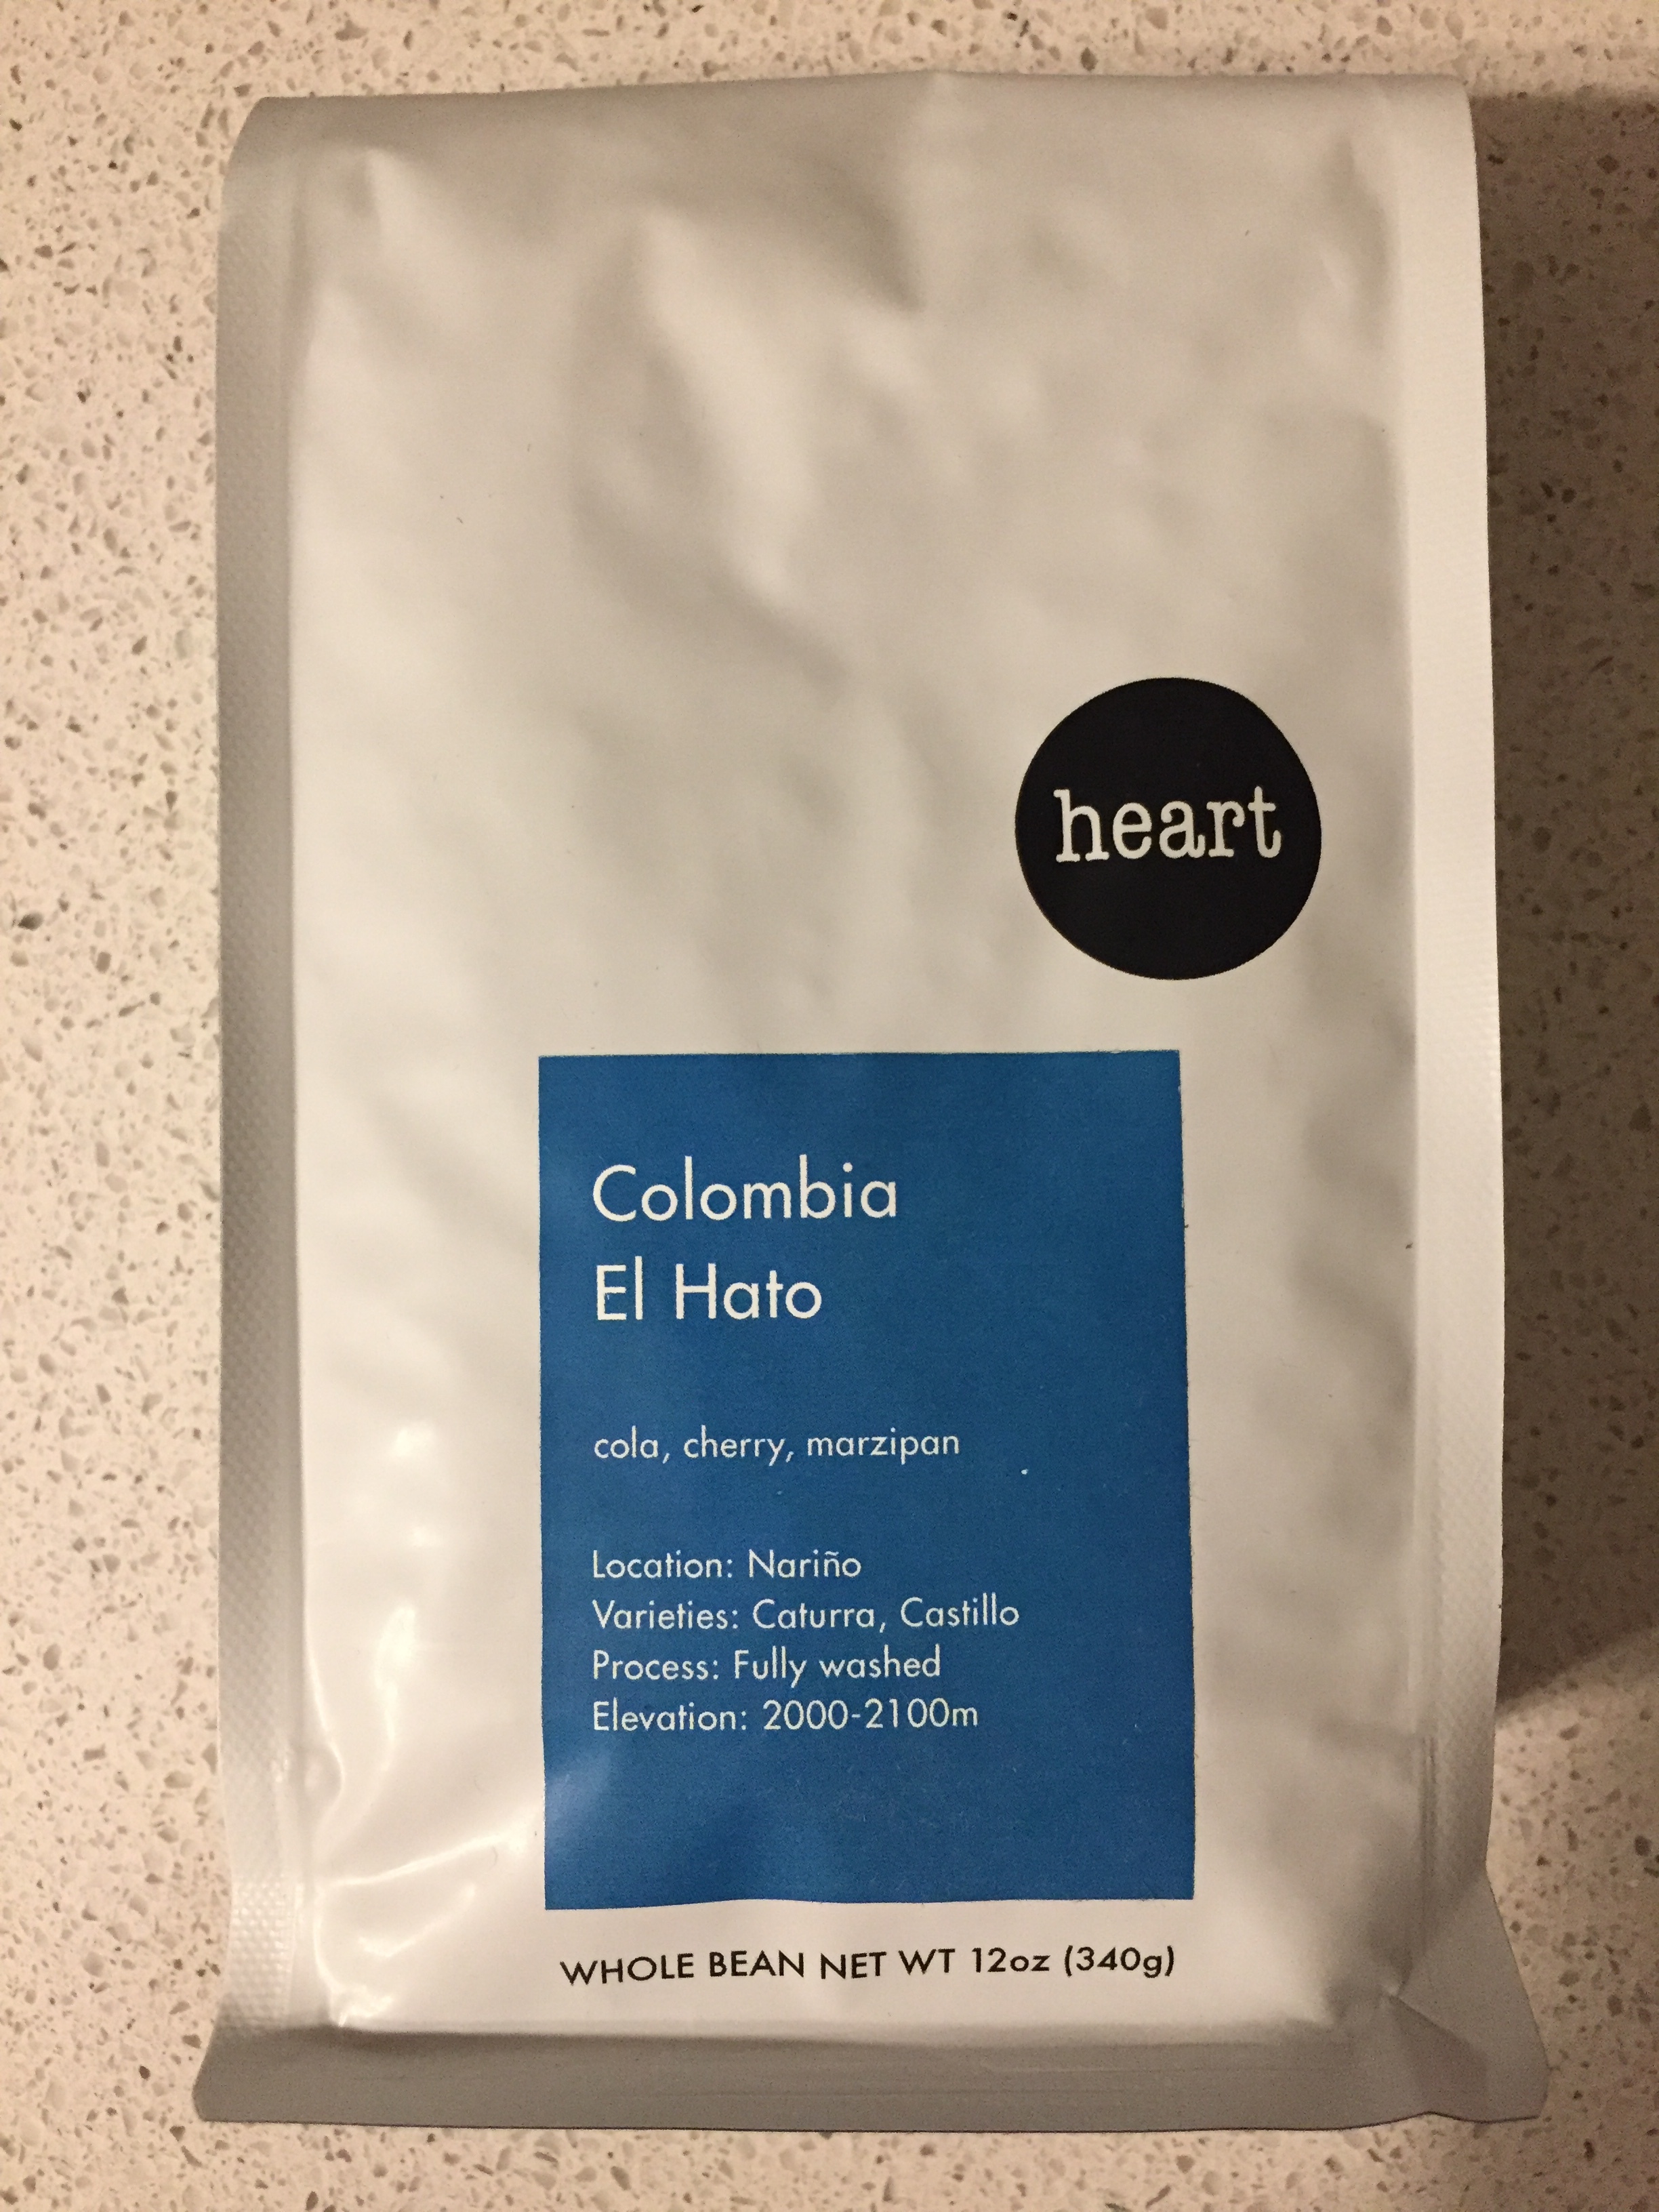 heart
Colombia
El Hato
cola, cherry, marzipan
Location: Nariño
Varieties: Caturra, Castillo
Process: Fully washed
Elevation: 2000-2100m
WHOLE BEAN NET WT 12oz (340g)